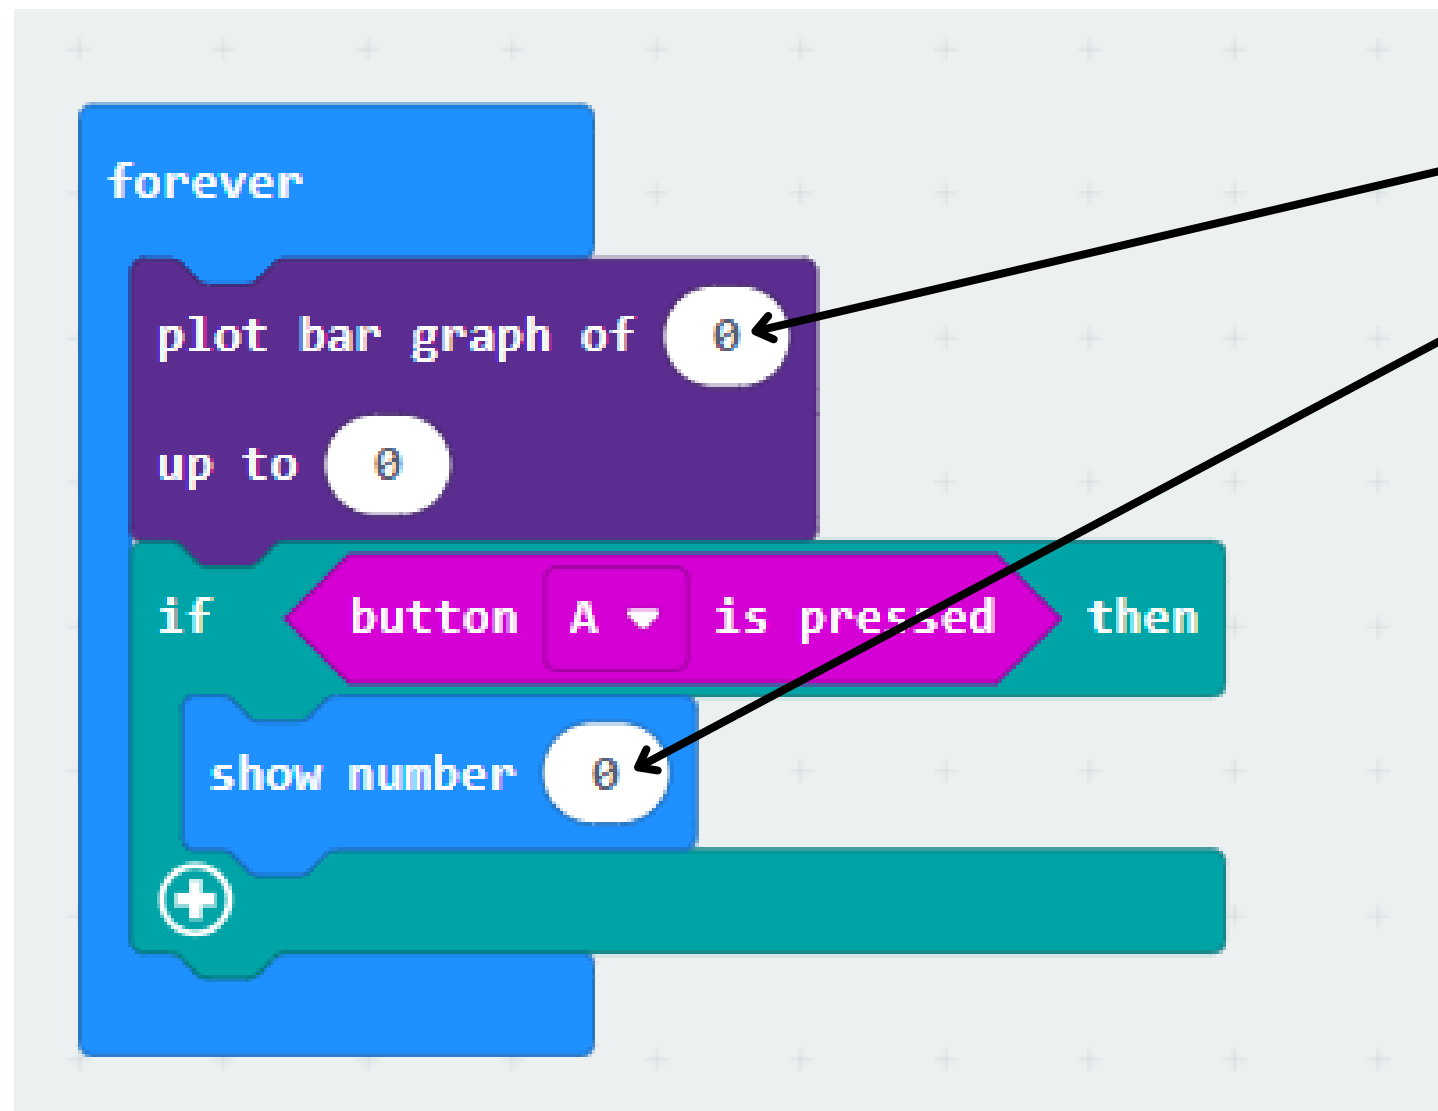 forever
plot bar graph of 0
up to 0
if button A is pressed then
show number 0